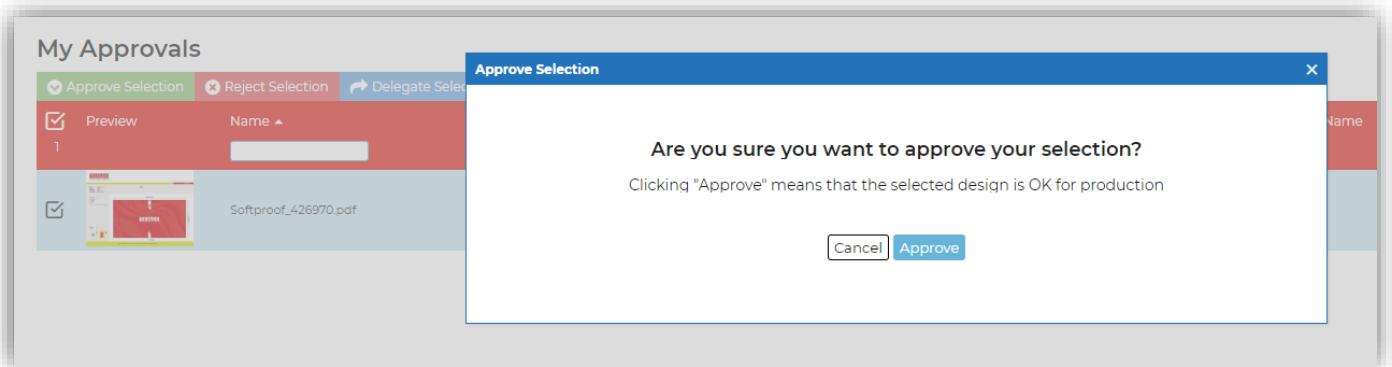 My Approvals
Approve Selection
Reject Selection
Delegate Selec
Approve Selection
Preview
Name
Name
1
Are you sure you want to approve your selection?
Clicking "Approve" means that the selected design is OK for production
Softproof_426970.pdf
Cancel
Approve